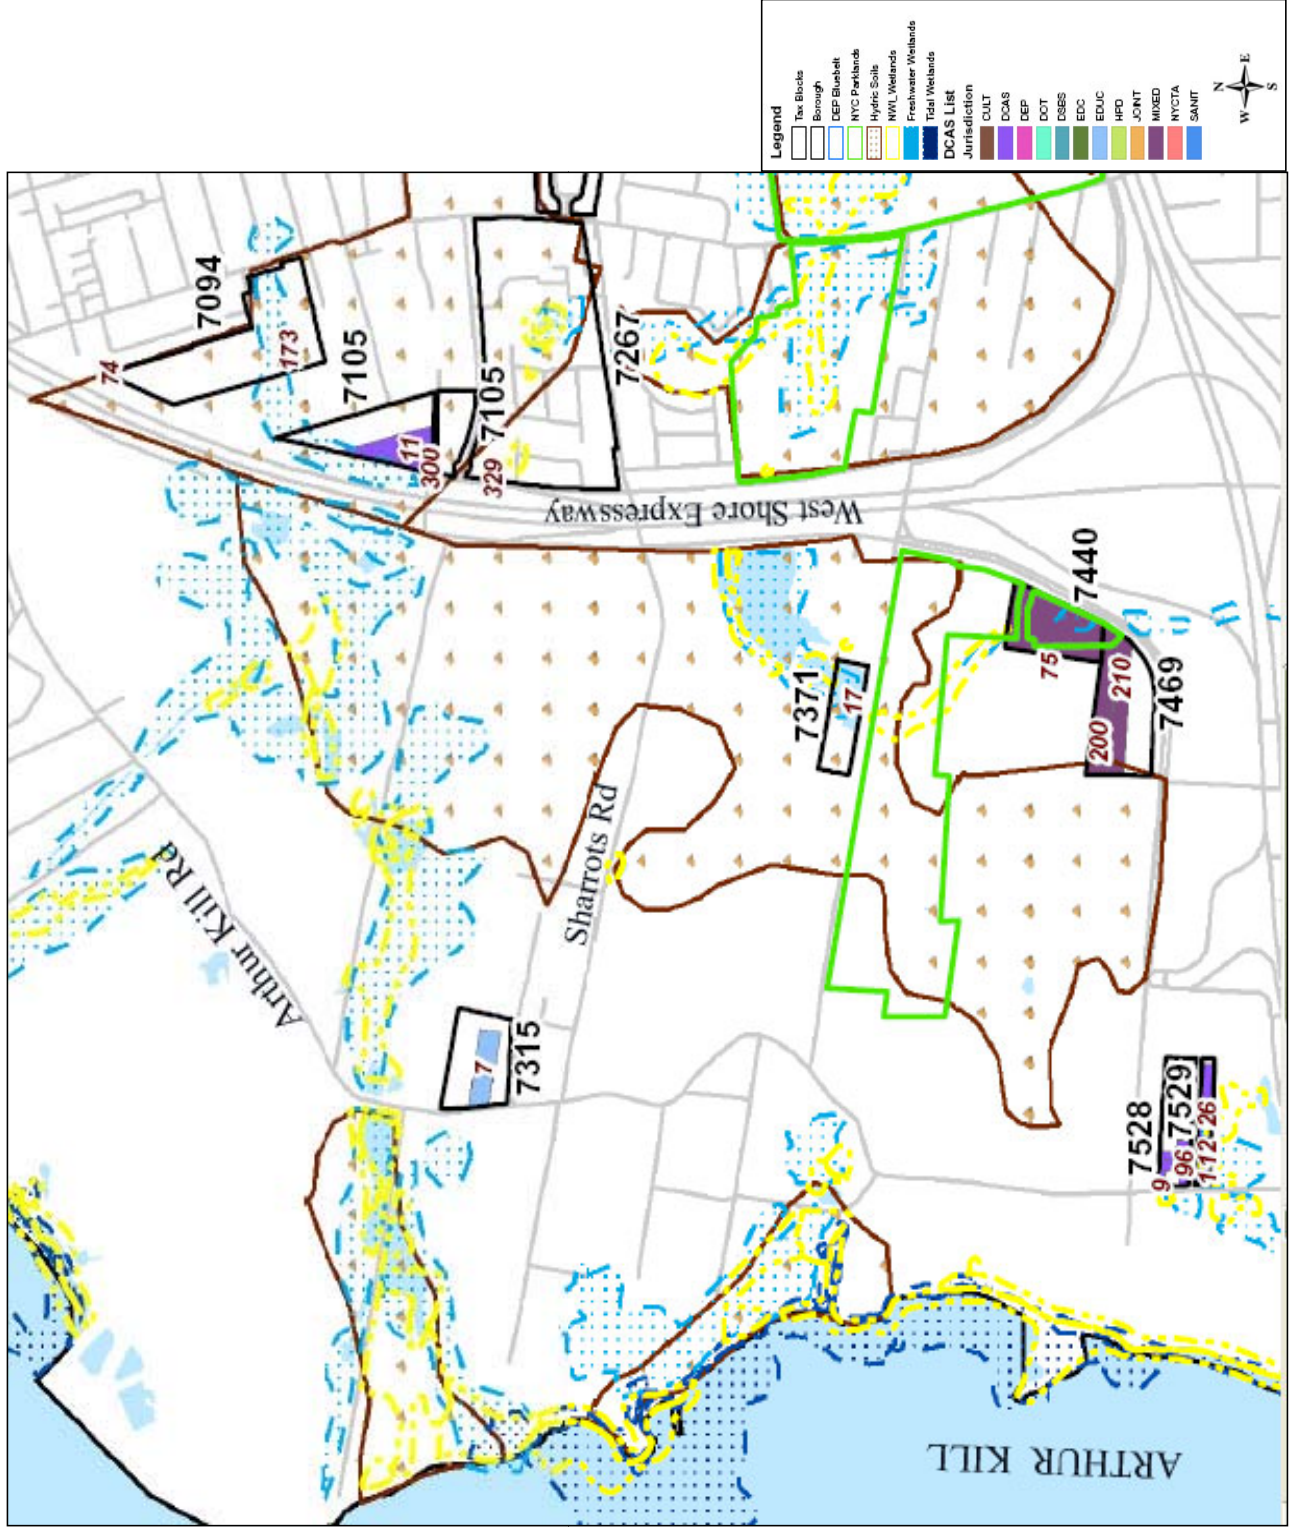 Legend
Tax Blocks
Borough
DEP Bluebelt
NYC Parklands
Hydric Soils
NWI_Wetlands
Freshwater Wetlands
Tidal Wetlands
DCAS List
Jurisdiction
CULT
DCAS
DEP
DOT
DSBS
EDC
EDUC
HPD
JOINT
MIXED
NYCTA
SANIT
N
W
E
S
7094
74
173
7105
11
300
7105
329
7267
West Shore Expressway
7440
75
7371
17
210
200
7469
Sharrots Rd
Arthur Kill Rd
7315
7
7528
7529
9
96
1
12
26
ARTHUR KILL